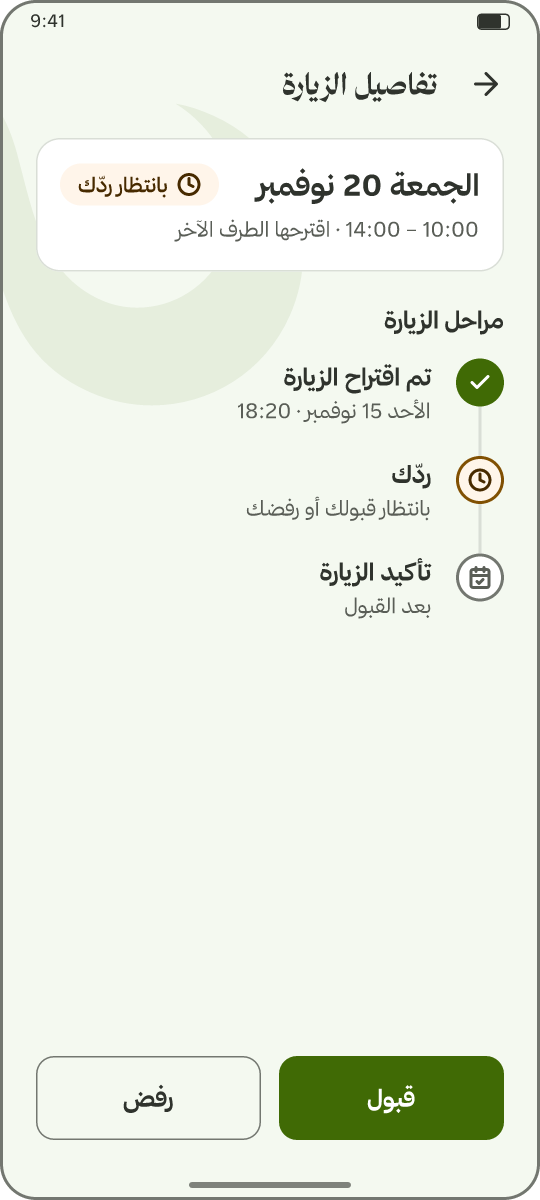 9:41
تفاصيل الزيارة
الجمعة 20 نوفمبر
بانتظار ردّك
10:00 – 14:00 · اقترحها الطرف الآخر
مراحل الزيارة
تم اقتراح الزيارة
الأحد 15 نوفمبر · 18:20
ردّك
بانتظار قبولك أو رفضك
تأكيد الزيارة
بعد القبول
قبول
رفض